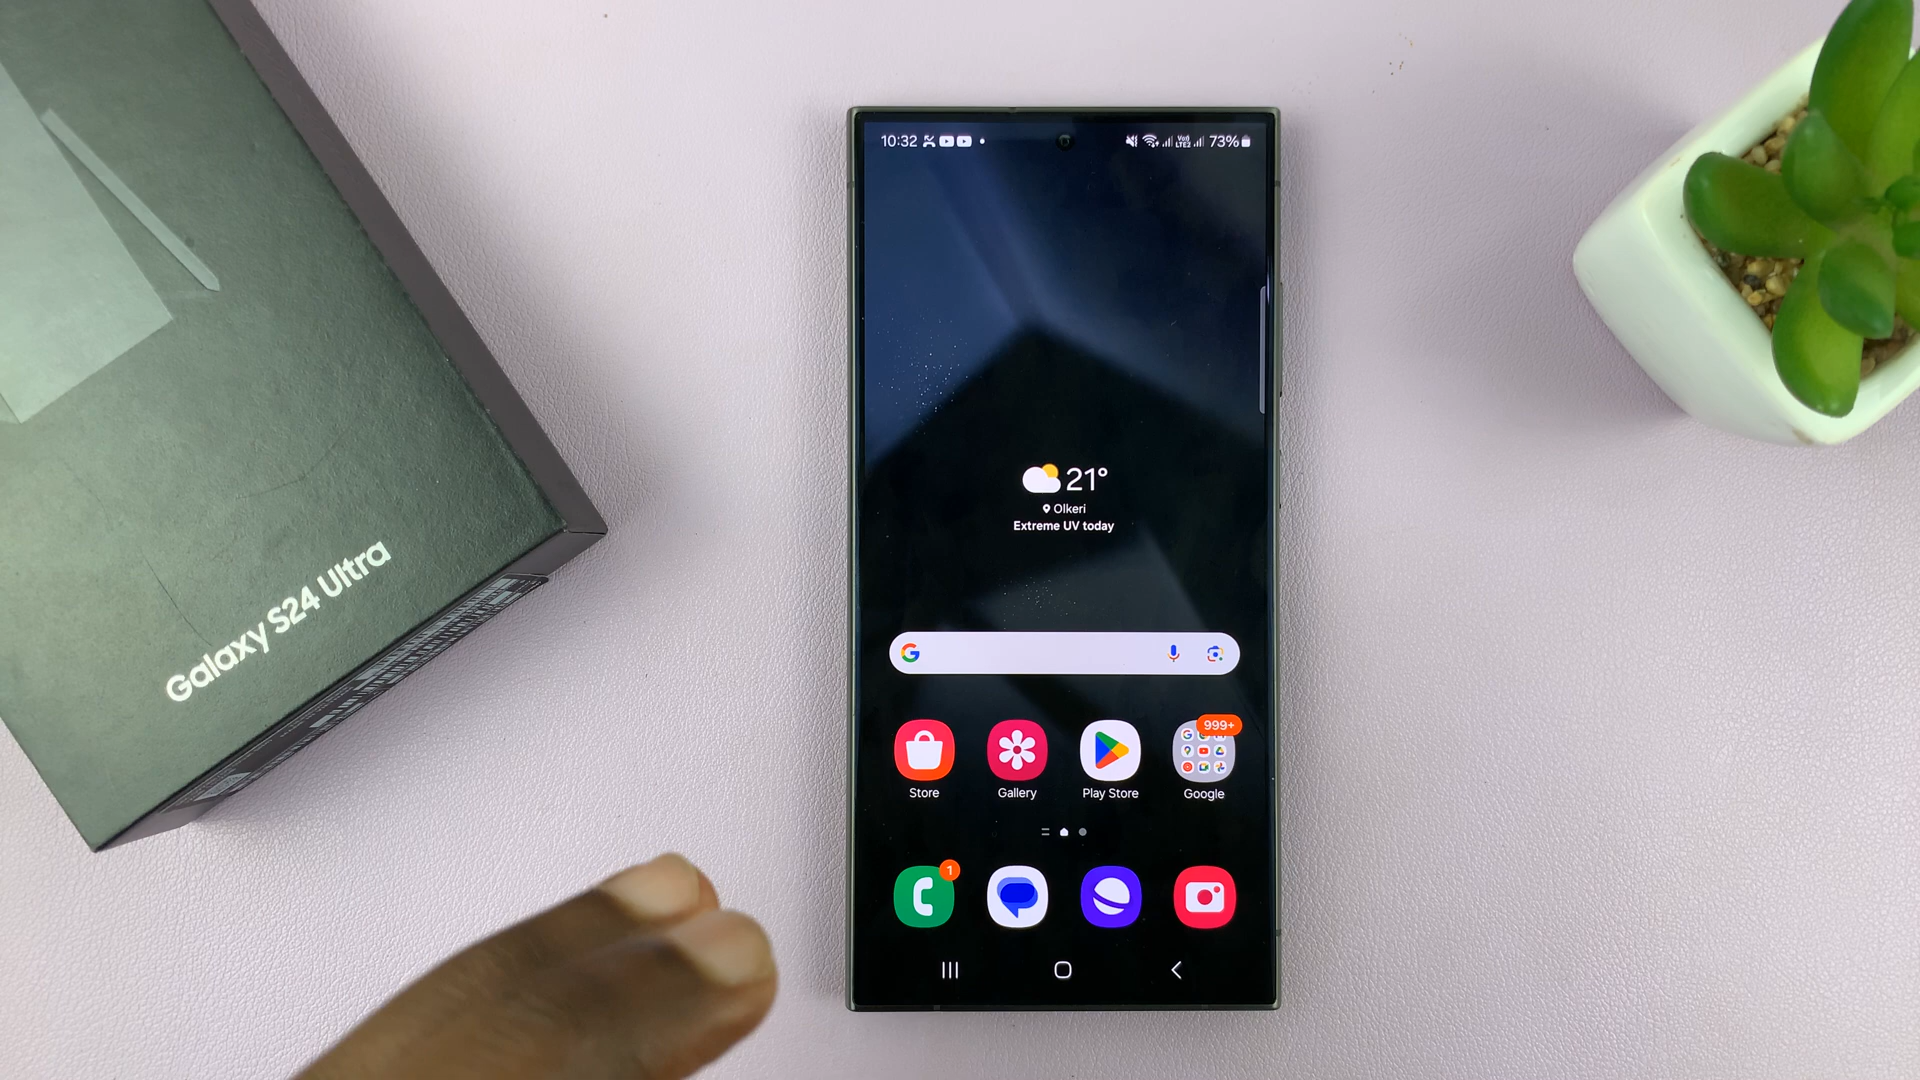 Galaxy S24 Ultra
10:32
73%
21°
Olkeri
Extreme UV today
G
999+
Store
Gallery
Play Store
Google
1